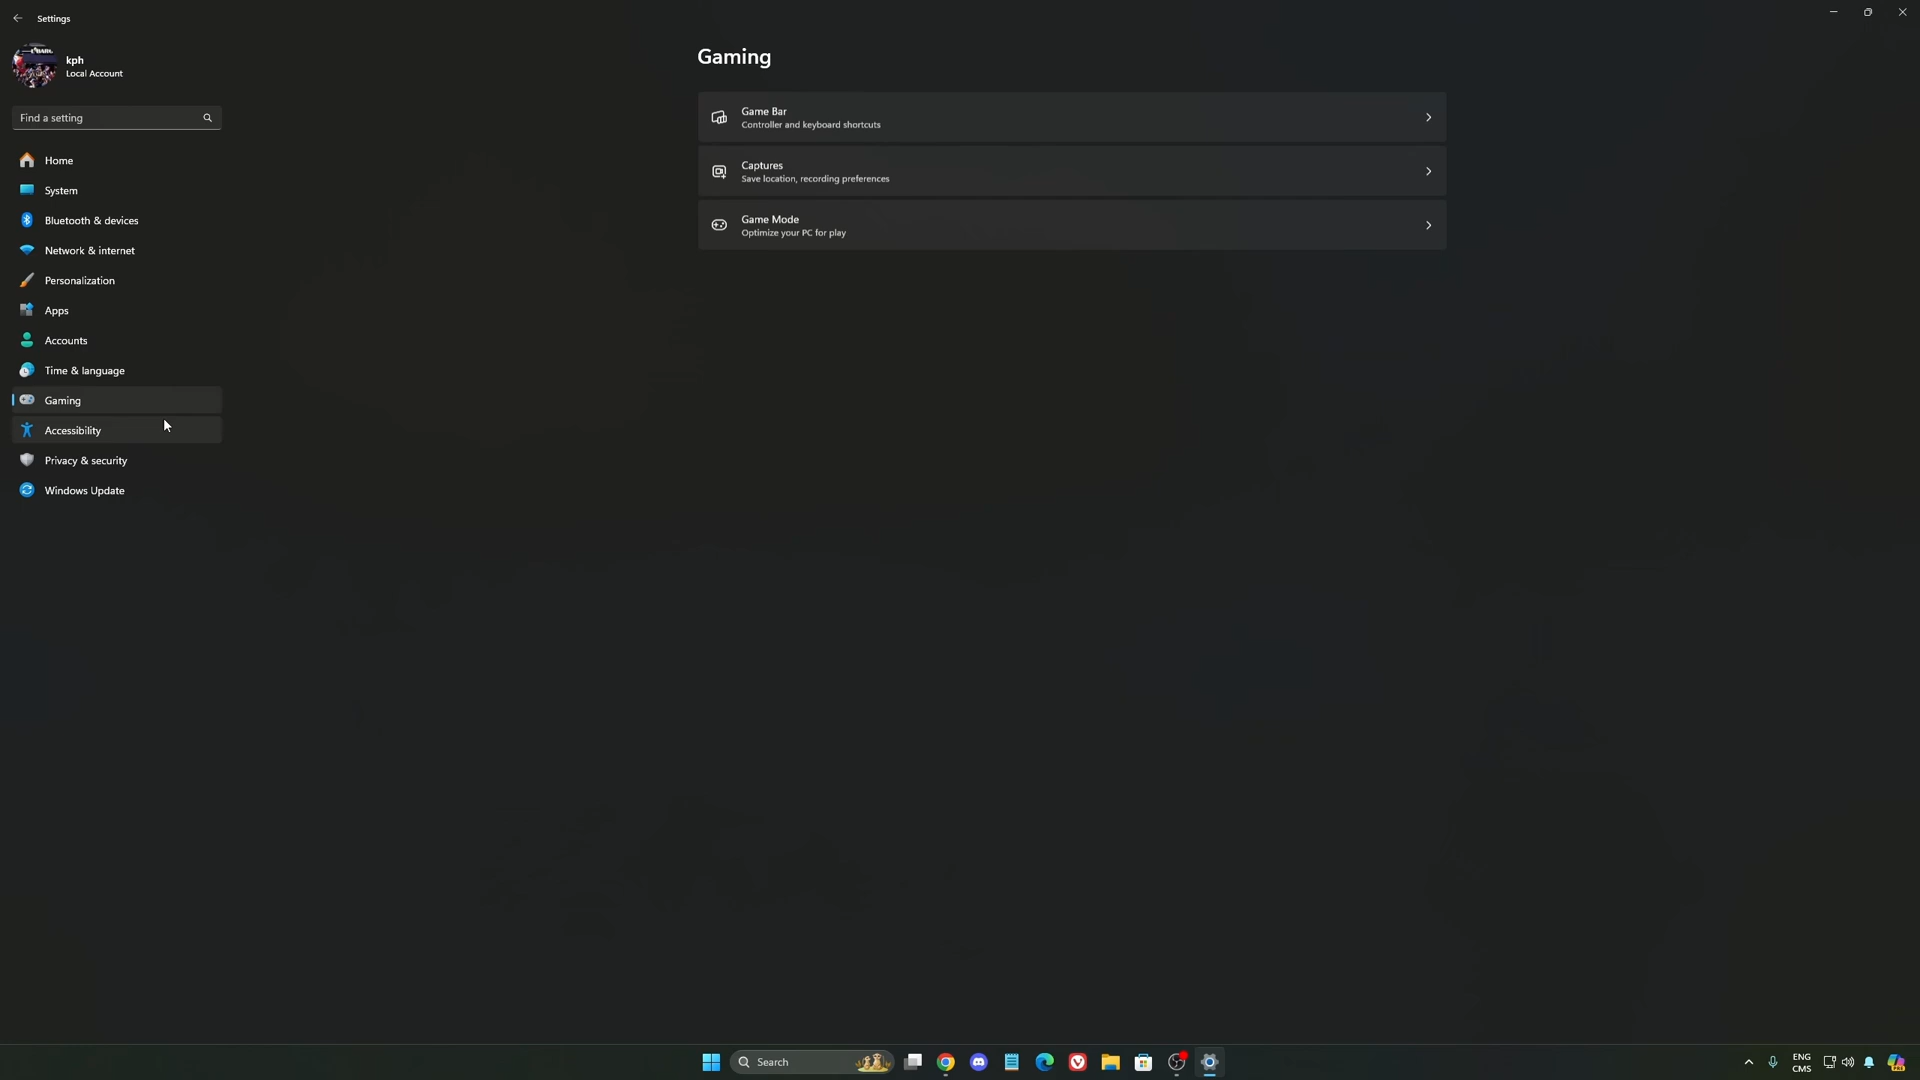 Settings
kph
Local Account
Find a setting
Home
System
Bluetooth & devices
Network & internet
Personalization
Apps
Accounts
Time & language
Gaming
Accessibility
Privacy & security
Windows Update
Gaming
Game Bar
Controller and keyboard shortcuts
Captures
Save location, recording preferences
Game Mode
Optimize your PC for play
Search
ENG
CMS